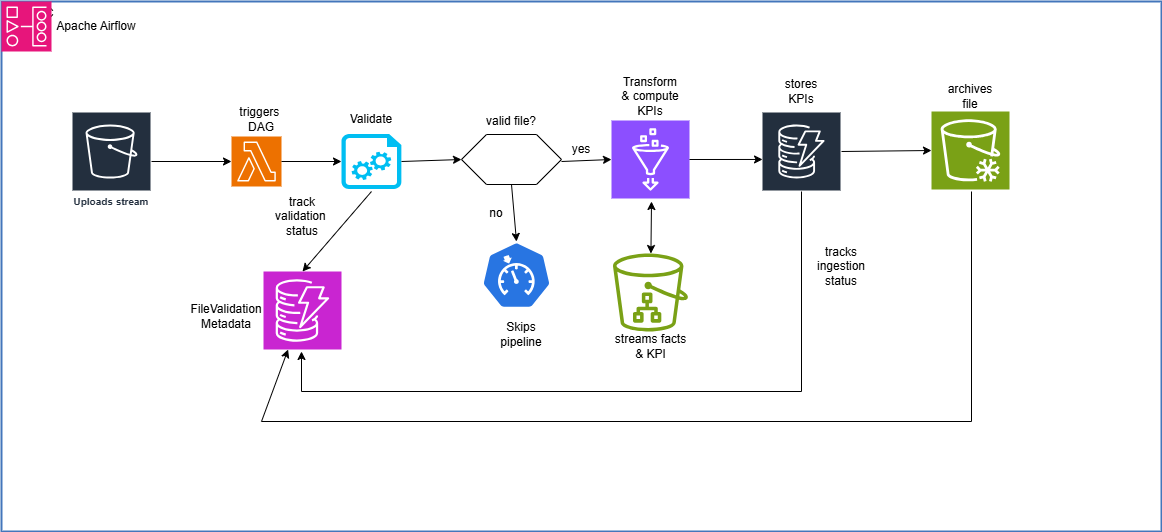 Apache Airflow
Uploads stream
triggers
DAG
Validate
track
validation
status
FileValidation
Metadata
valid file?
yes
no
Skips
pipeline
Transform
& compute
KPIs
streams facts
& KPI
stores
KPIs
tracks
ingestion
status
archives
file